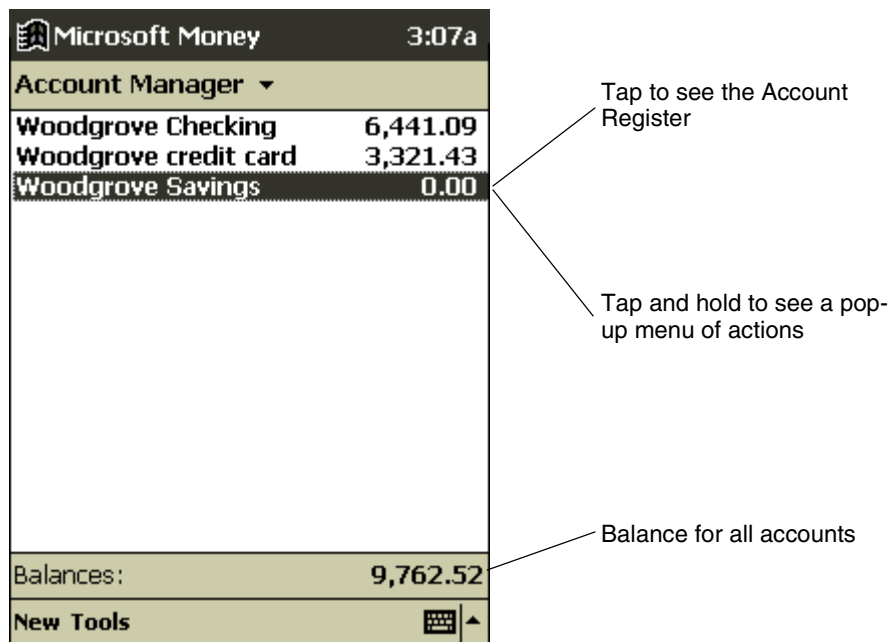 Microsoft Money 3:07a
Account Manager
Woodgrove Checking 6,441.09
Woodgrove credit card 3,321.43
Woodgrove Savings 0.00
Tap to see the Account
Register
Tap and hold to see a pop-
up menu of actions
Balance for all accounts
Balances: 9,762.52
New Tools